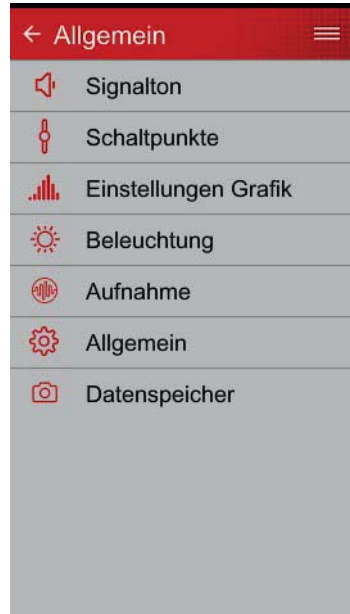 Allgemein
Signalton
Schaltpunkte
Einstellungen Grafik
Beleuchtung
Aufnahme
Allgemein
Datenspeicher